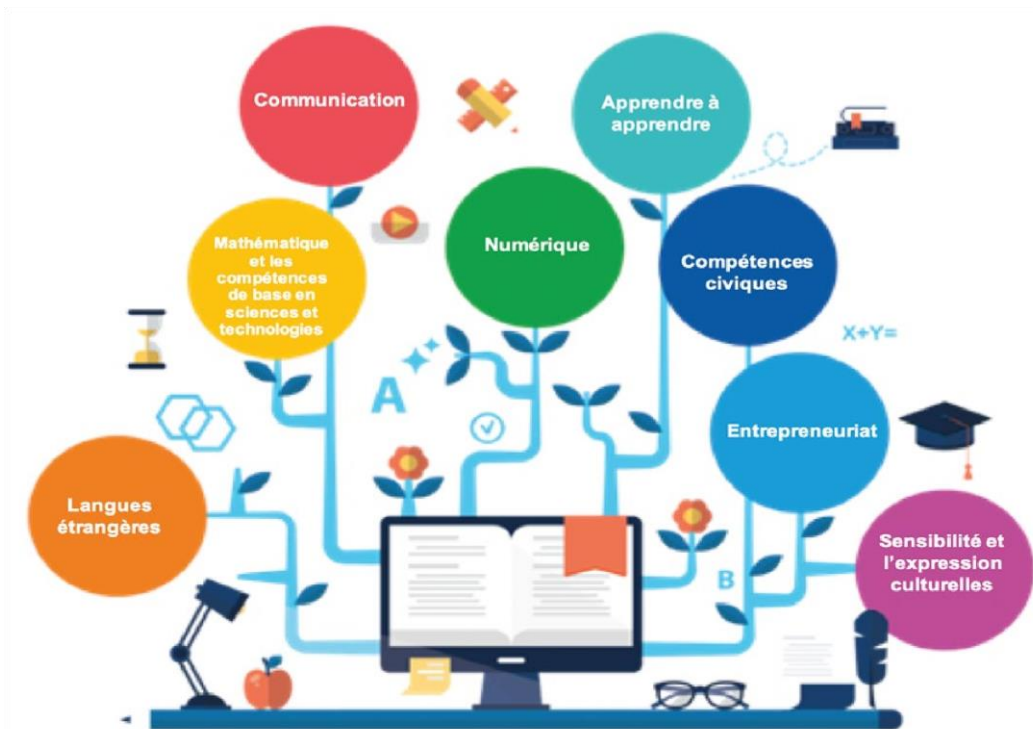 Communication
Apprendre à
apprendre
Mathématique
et les
compétences
de base en
sciences et
technologies
Numérique
Compétences
civiques
X+Y=
A
Entrepreneuriat
Langues
étrangères
Sensibilité et
l'expression
culturelles
B